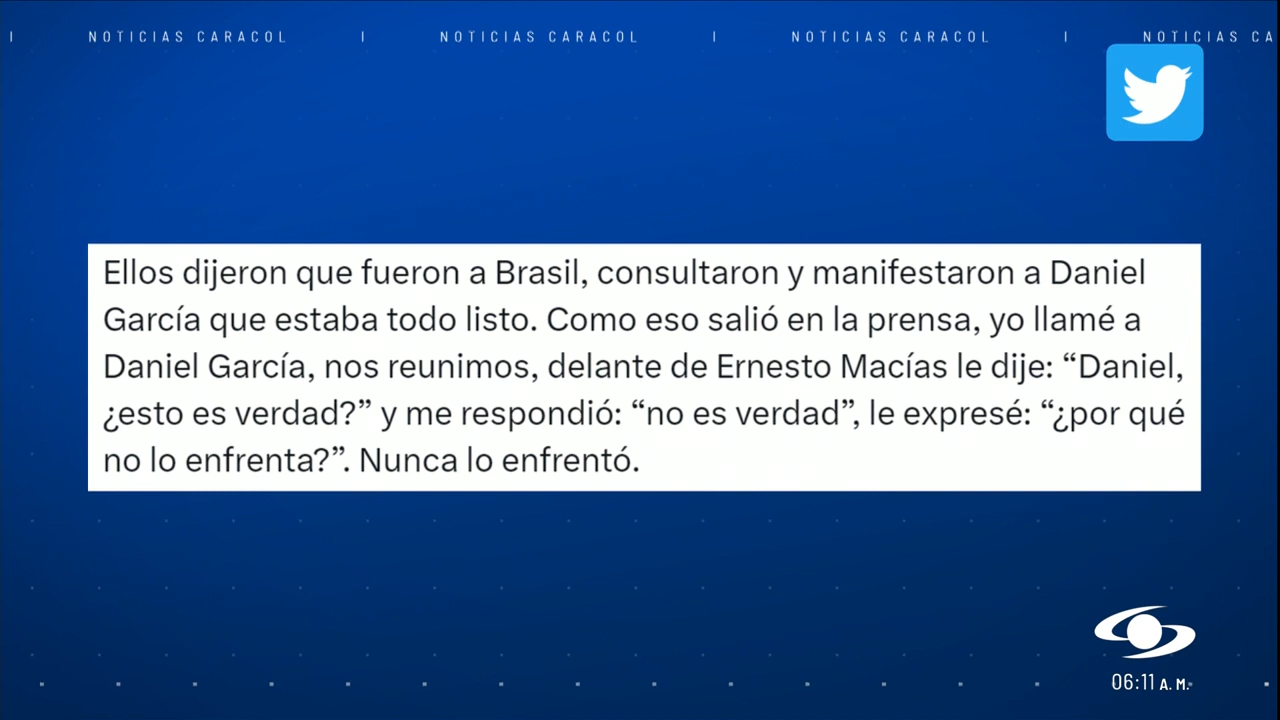 NOTICIAS CARACOL | NOTICIAS CARACOL | NOTICIAS CARACOL | NOTICIAS CA
Ellos dijeron que fueron a Brasil, consultaron y manifestaron a Daniel
García que estaba todo listo. Como eso salió en la prensa, yo llamé a
Daniel García, nos reunimos, delante de Ernesto Macías le dije: “Daniel,
¿esto es verdad?” y me respondió: “no es verdad”, le expresé: “¿por qué
no lo enfrenta?”. Nunca lo enfrentó.
06:11 A. M.